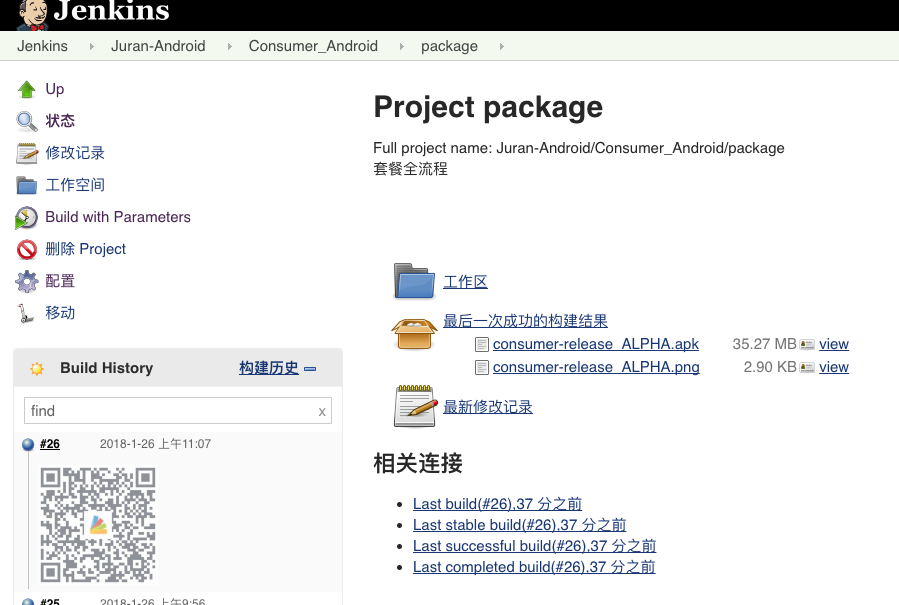 Jenkins
Jenkins Juran-Android Consumer_Android package
Up
状态
修改记录
工作空间
Build with Parameters
删除 Project
配置
移动
Build History 构建历史
find x
#26 2018-1-26 上午11:07
#25 2018-1-26 上午9:56
Project package
Full project name: Juran-Android/Consumer_Android/package
套餐全流程
工作区
最后一次成功的构建结果
consumer-release_ALPHA.apk 35.27 MB view
consumer-release_ALPHA.png 2.90 KB view
最新修改记录
相关连接
Last build(#26),37 分之前
Last stable build(#26),37 分之前
Last successful build(#26),37 分之前
Last completed build(#26),37 分之前